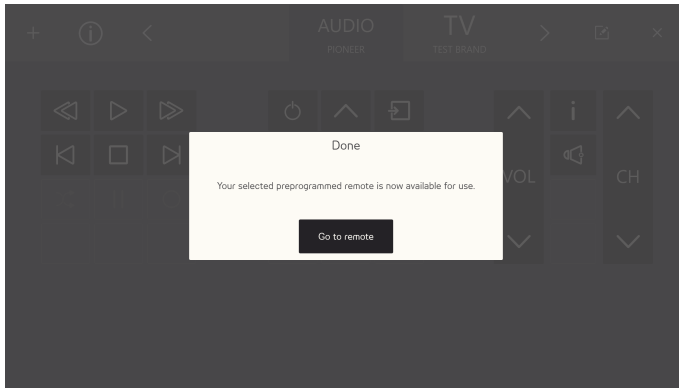 AUDIO
PIONEER
TV
TEST BRAND
VOL
CH
Done
Your selected preprogrammed remote is now available for use.
Go to remote